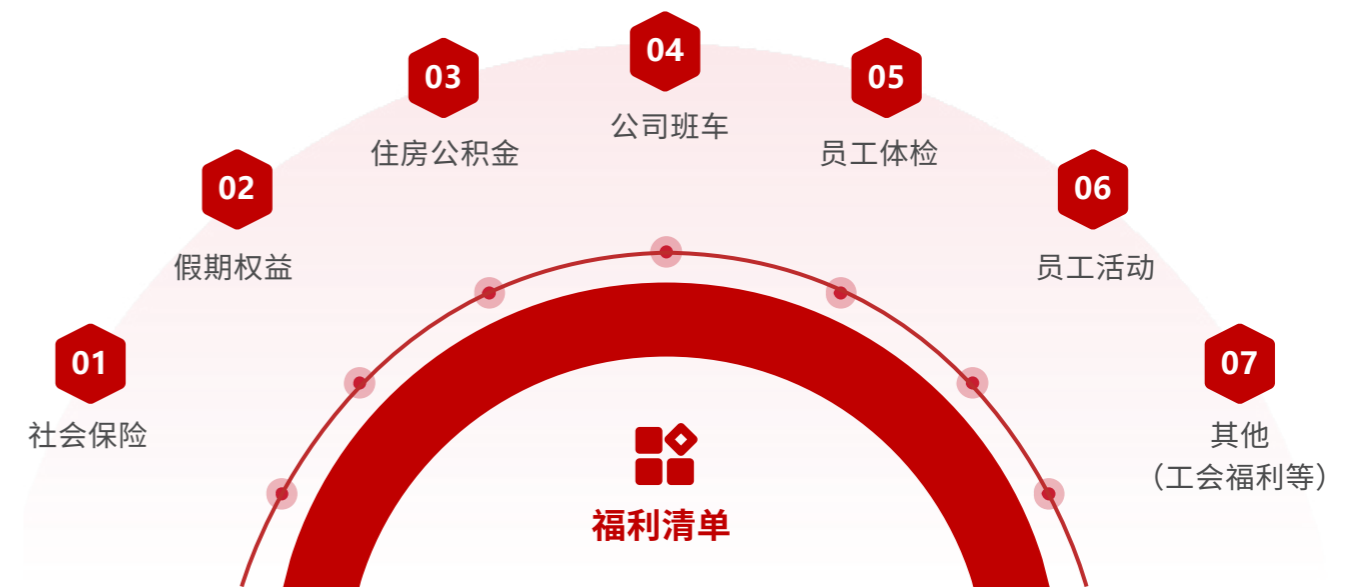 01
社会保险
02
假期权益
03
住房公积金
04
公司班车
05
员工体检
06
员工活动
07
其他
（工会福利等）
福利清单